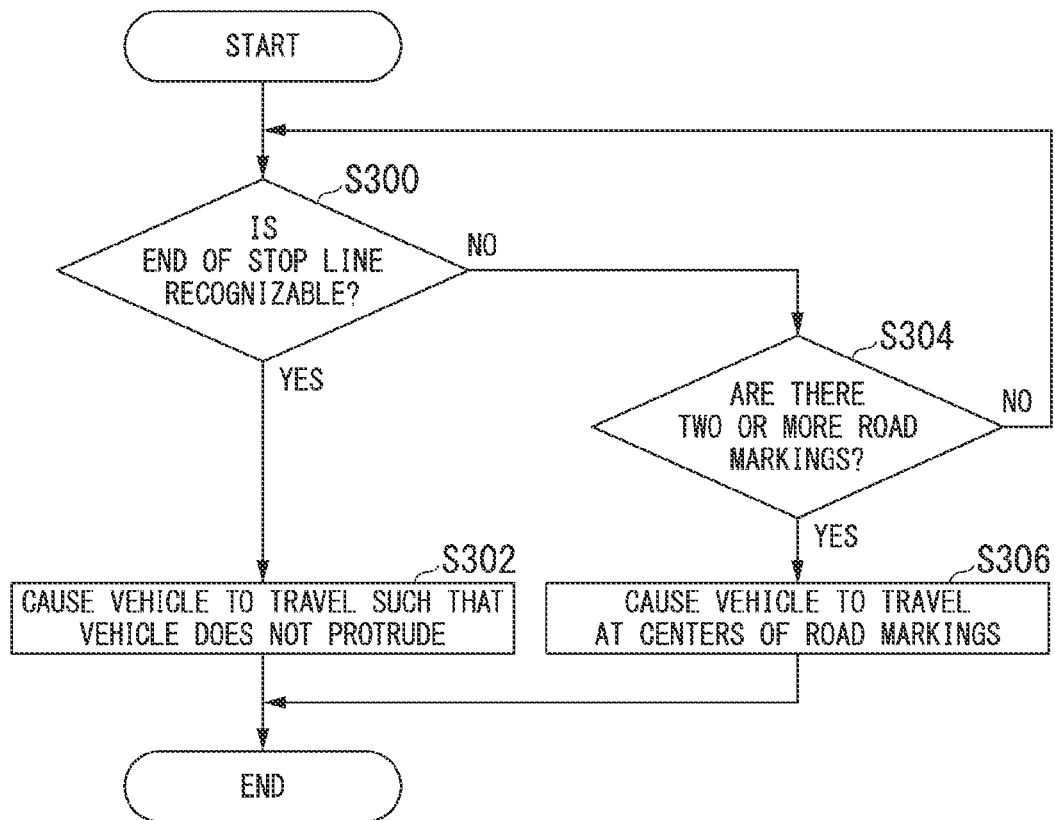 START
S300
IS
END OF STOP LINE
RECOGNIZABLE?
NO
YES
S304
ARE THERE
TWO OR MORE ROAD
MARKINGS?
NO
YES
S302
CAUSE VEHICLE TO TRAVEL SUCH THAT
VEHICLE DOES NOT PROTRUDE
S306
CAUSE VEHICLE TO TRAVEL
AT CENTERS OF ROAD MARKINGS
END